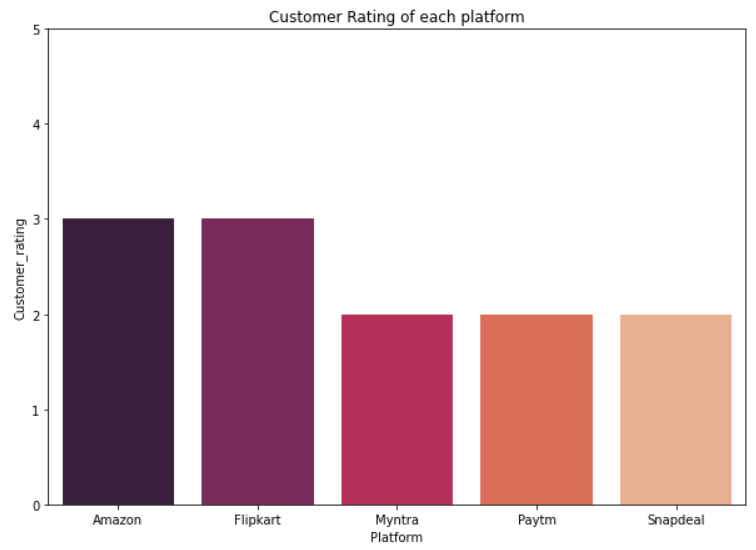 Customer Rating of each platform
5
4
3
2
1
0
Customer_rating
Amazon Flipkart Myntra Paytm Snapdeal
Platform